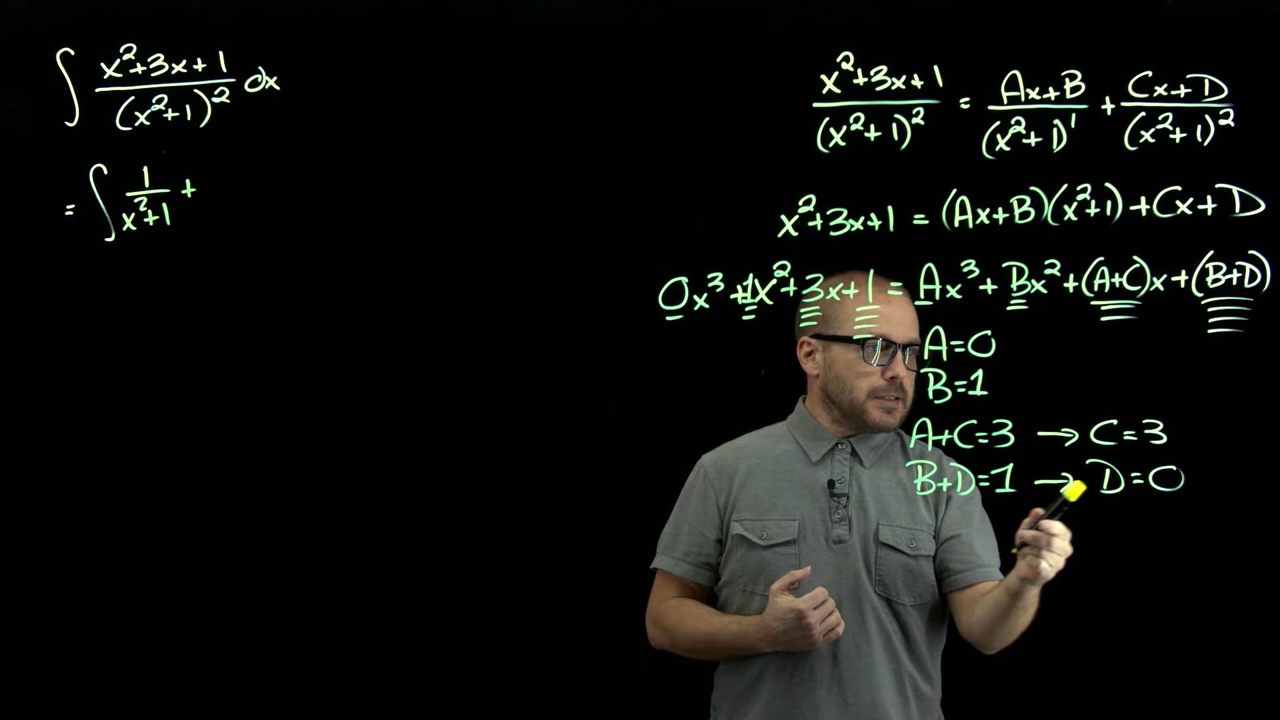 ∫ (x²+3x+1)/(x²+1)² dx
= ∫ 1/(x²+1) +
(x²+3x+1)/(x²+1)² = (Ax+B)/(x²+1)¹ + (Cx+D)/(x²+1)²
x²+3x+1 = (Ax+B)(x²+1)+Cx+D
0x³+1x²+3x+1 = Ax³+Bx²+(A+C)x+(B+D)
A=0
B=1
A+C=3 → C=3
B+D=1 → D=0